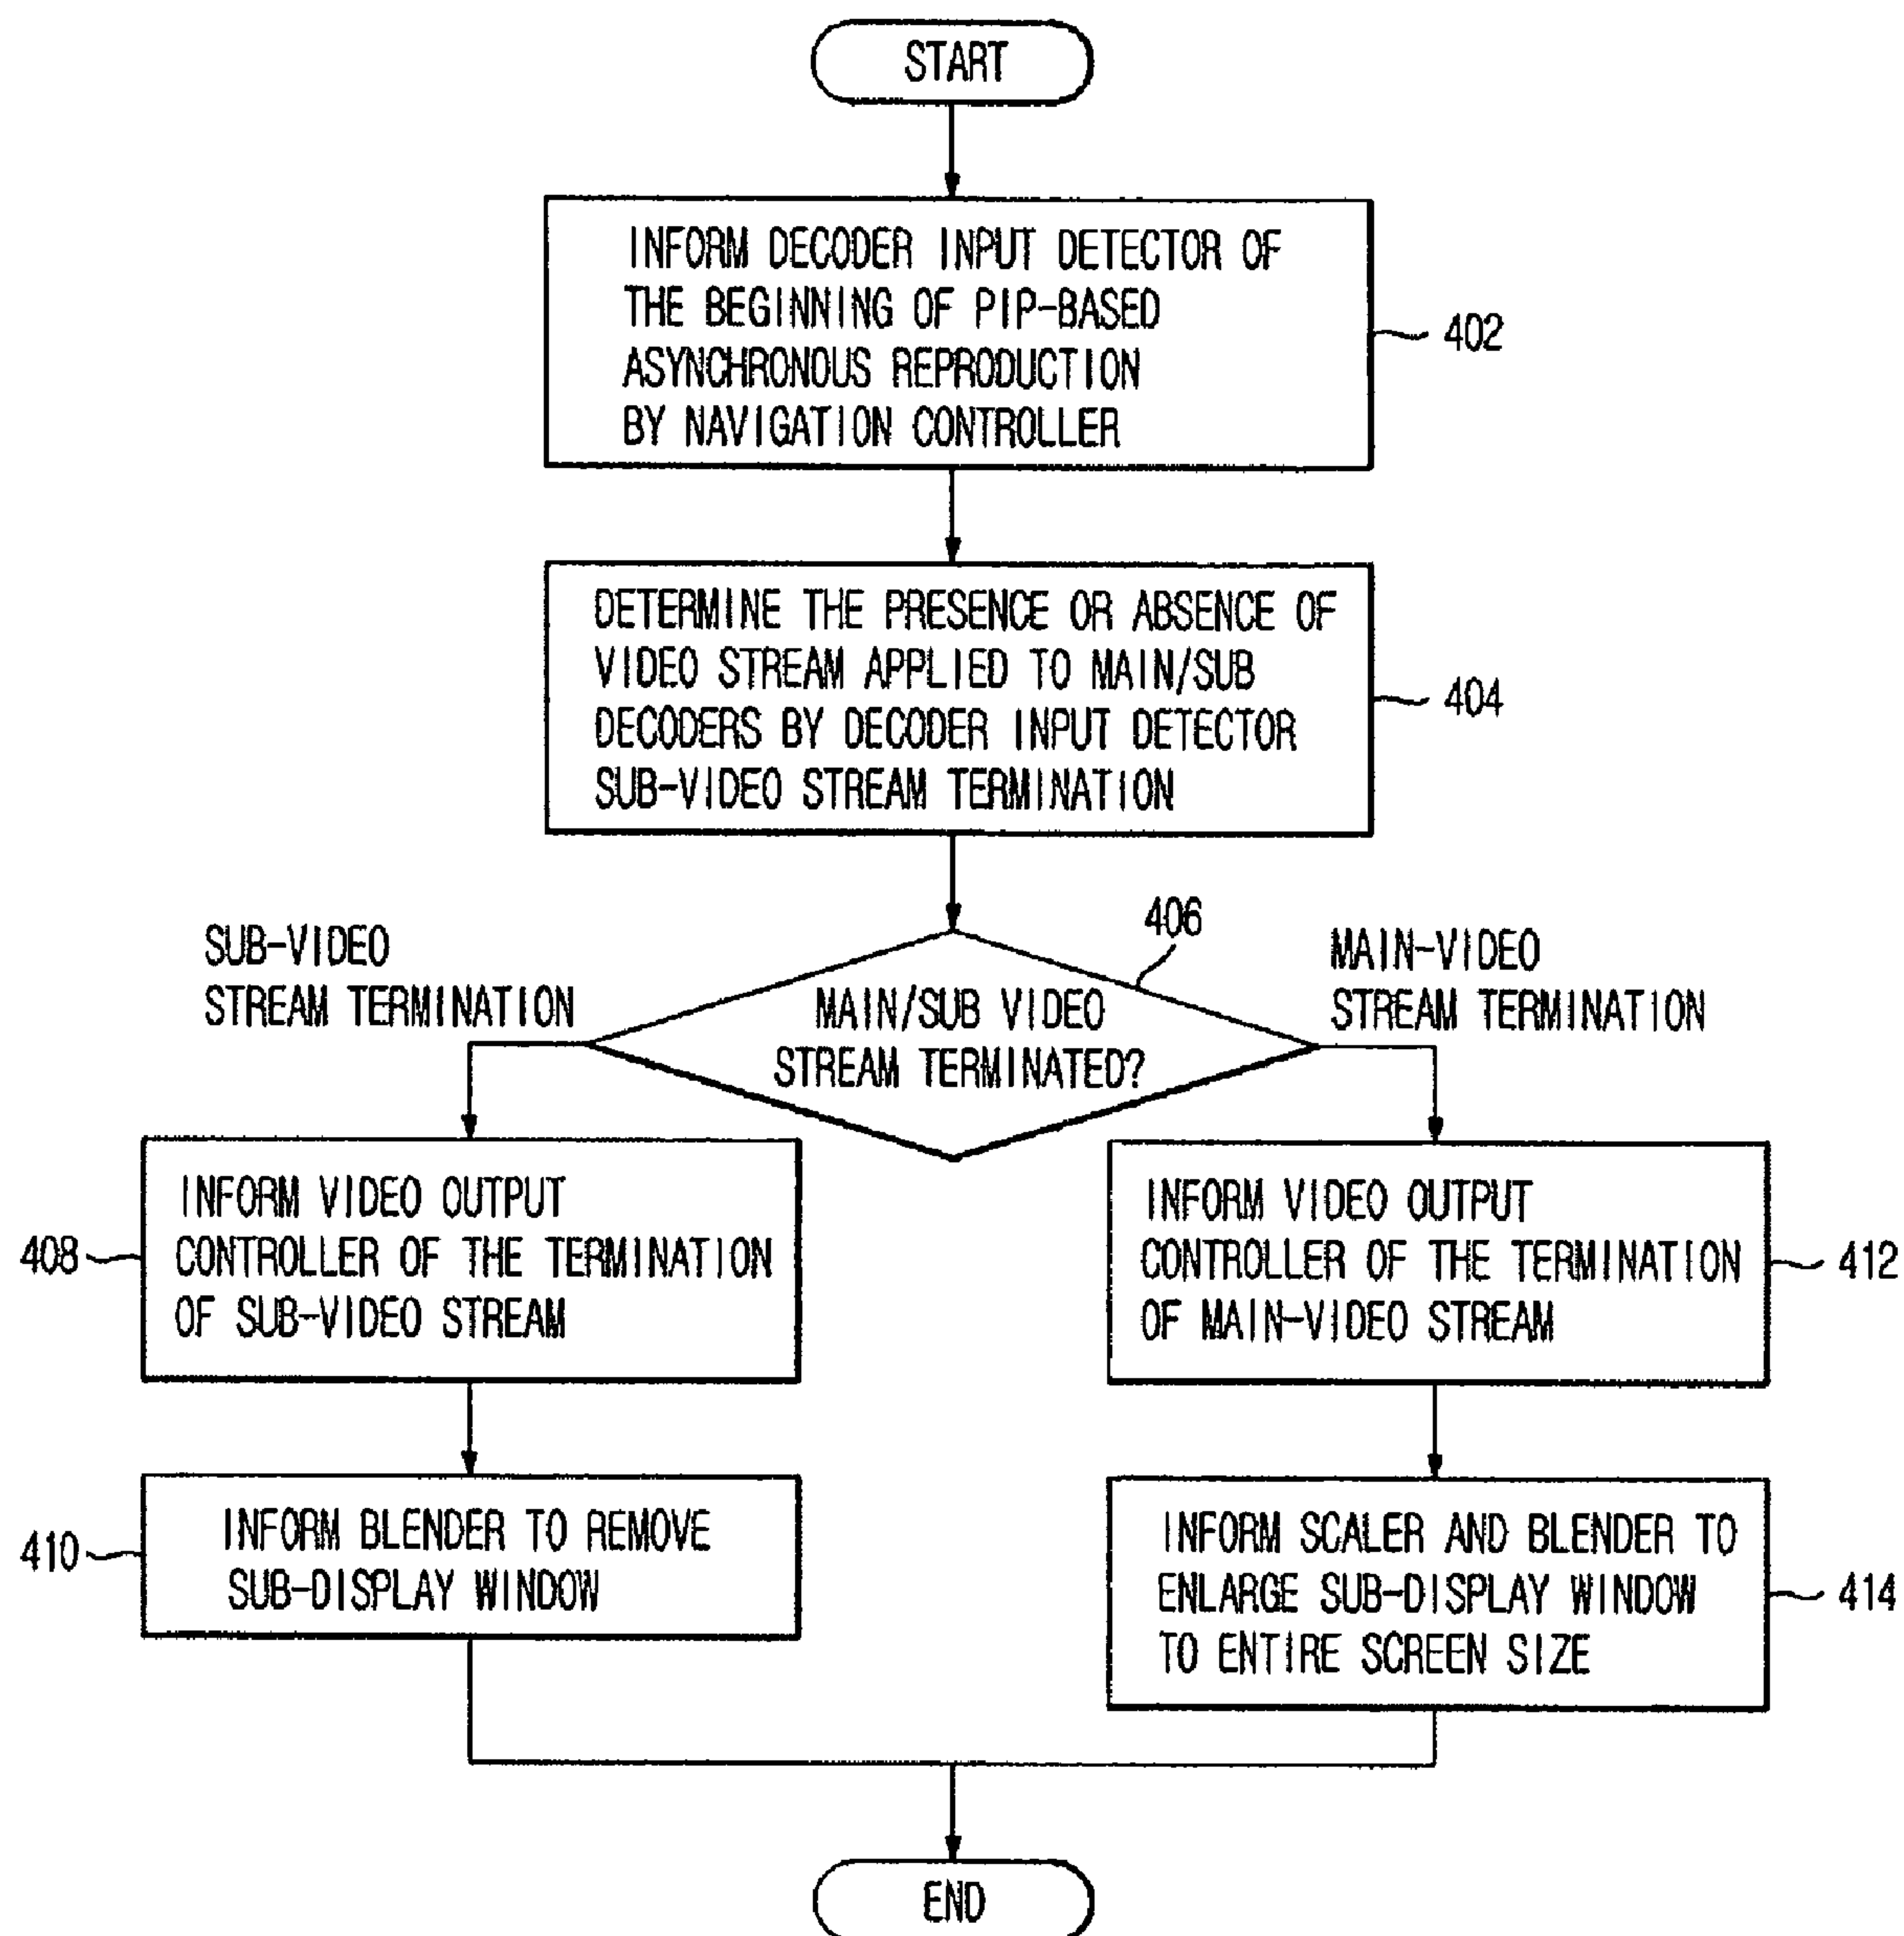 START
INFORM DECODER INPUT DETECTOR OF
THE BEGINNING OF PIP-BASED
ASYNCHRONOUS REPRODUCTION
BY NAVIGATION CONTROLLER
402
DETERMINE THE PRESENCE OR ABSENCE OF
VIDEO STREAM APPLIED TO MAIN/SUB
DECODERS BY DECODER INPUT DETECTOR
SUB-VIDEO STREAM TERMINATION
404
406
SUB-VIDEO
STREAM TERMINATION
MAIN/SUB VIDEO
STREAM TERMINATED?
MAIN-VIDEO
STREAM TERMINATION
408
INFORM VIDEO OUTPUT
CONTROLLER OF THE TERMINATION
OF SUB-VIDEO STREAM
INFORM VIDEO OUTPUT
CONTROLLER OF THE TERMINATION
OF MAIN-VIDEO STREAM
412
410
INFORM BLENDER TO REMOVE
SUB-DISPLAY WINDOW
INFORM SCALER AND BLENDER TO
ENLARGE SUB-DISPLAY WINDOW
TO ENTIRE SCREEN SIZE
414
END